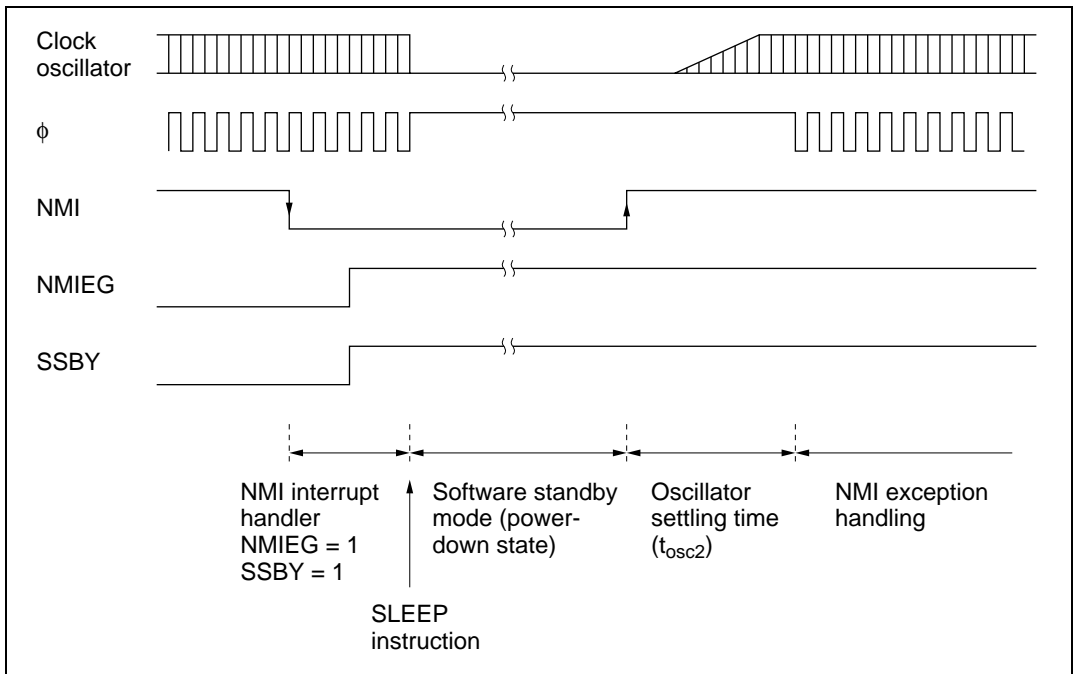 Clock
oscillator
φ
NMI
NMIEG
SSBY
NMI interrupt
handler
NMIEG = 1
SSBY = 1
Software standby
mode (power-
down state)
Oscillator
settling time
(tosc2)
NMI exception
handling
SLEEP
instruction